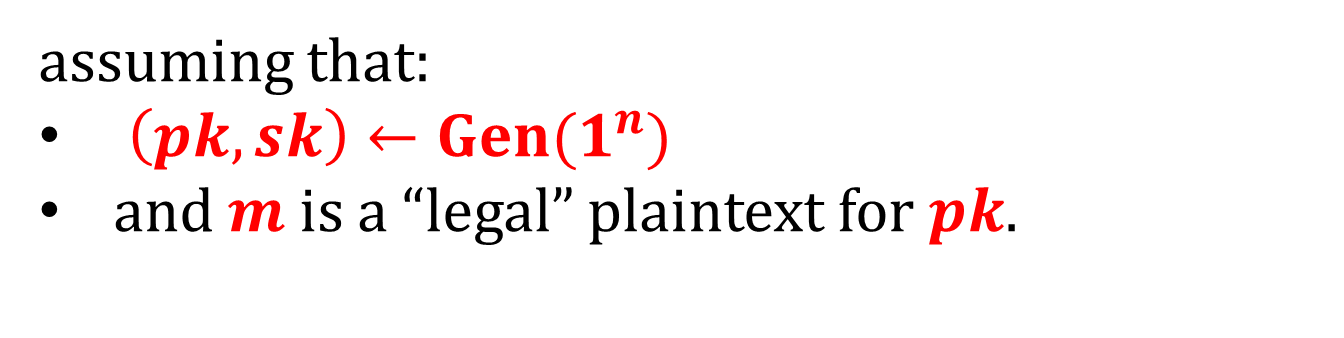 assuming that:
• (pk, sk) ← Gen(1ⁿ)
• and m is a “legal” plaintext for pk.